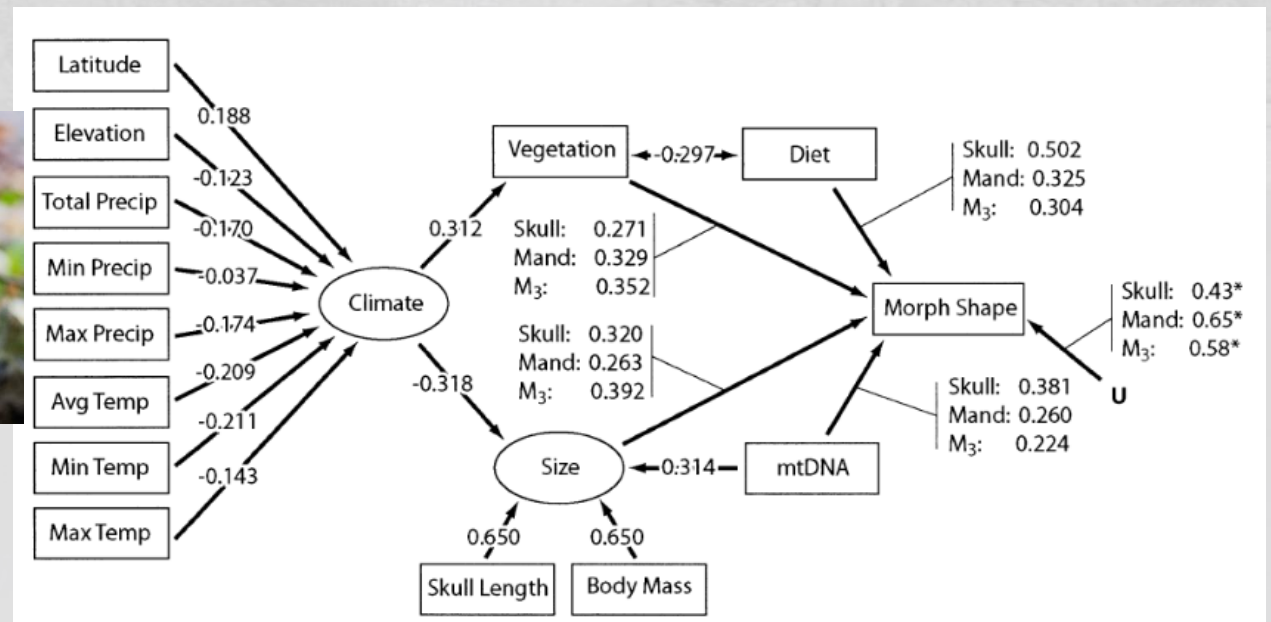 Latitude
Elevation
Total Precip
Min Precip
Max Precip
Avg Temp
Min Temp
Max Temp
0.188
-0.123
-0.170
-0.037
-0.174
-0.209
-0.211
-0.143
Climate
0.312
-0.318
Vegetation
-0.297
Diet
Skull: 0.502
Mand: 0.325
M₃: 0.304
Skull: 0.271
Mand: 0.329
M₃: 0.352
Skull: 0.320
Mand: 0.263
M₃: 0.392
Morph Shape
Skull: 0.43*
Mand: 0.65*
M₃: 0.58*
U
Skull: 0.381
Mand: 0.260
M₃: 0.224
Size
0.314
mtDNA
0.650
0.650
Skull Length
Body Mass